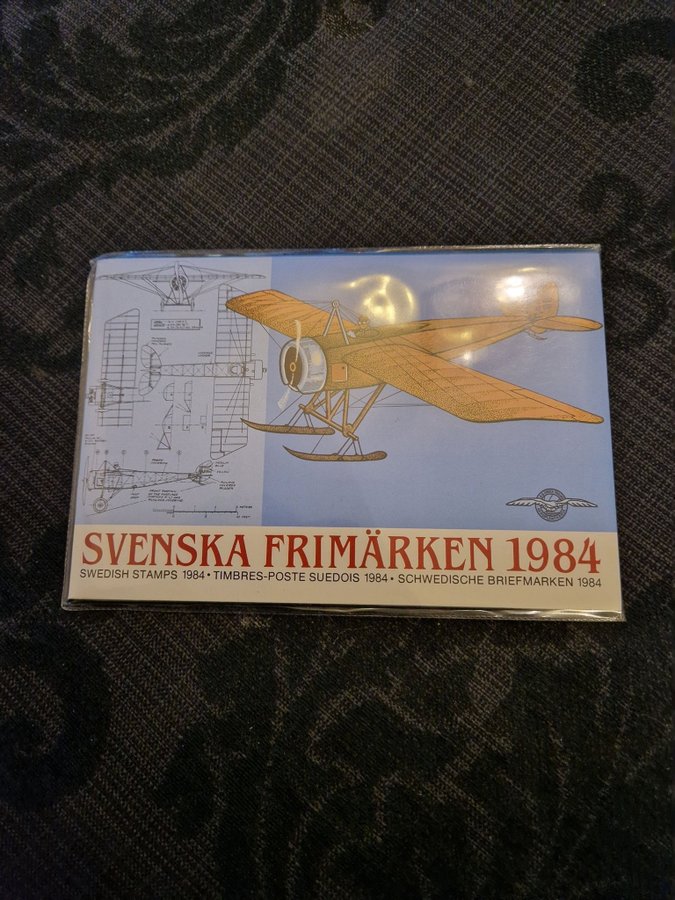 SVENSKA FRIMÄRKEN 1984
SWEDISH STAMPS 1984 • TIMBRES-POSTE SUEDOIS 1984 • SCHWEDISCHE BRIEFMARKEN 1984